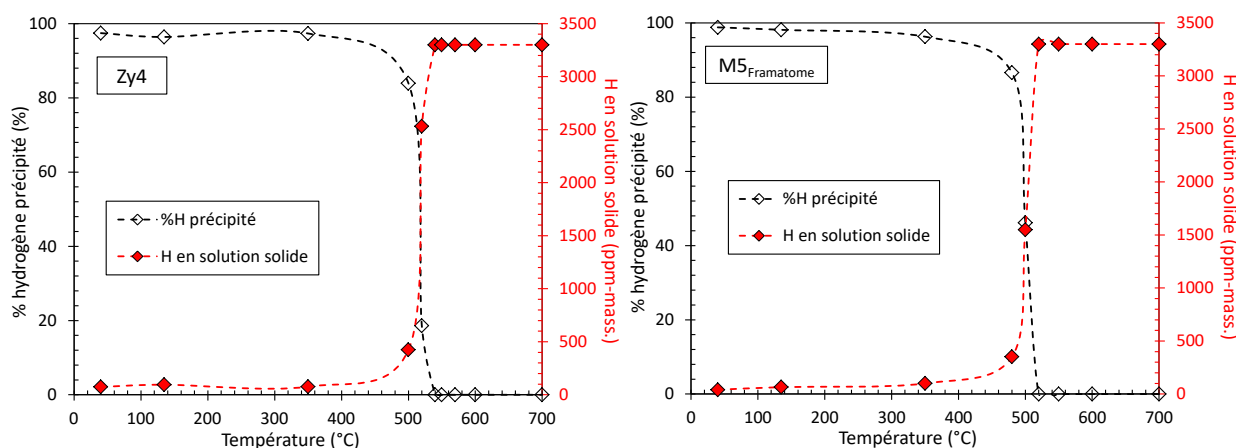 % hydrogène précipité (%)
100
80
60
40
20
0
Zy4
%H précipité
H en solution solide
3500
3000
2500
2000
1500
1000
500
0
H en solution solide (ppm-mass.)
0 100 200 300 400 500 600 700
Température (°C)
% hydrogène précipité (%)
100
80
60
40
20
0
M5Framatome
%H précipité
H en solution solide
3500
3000
2500
2000
1500
1000
500
0
H en solution solide (ppm-mass.)
0 100 200 300 400 500 600 700
Température (°C)